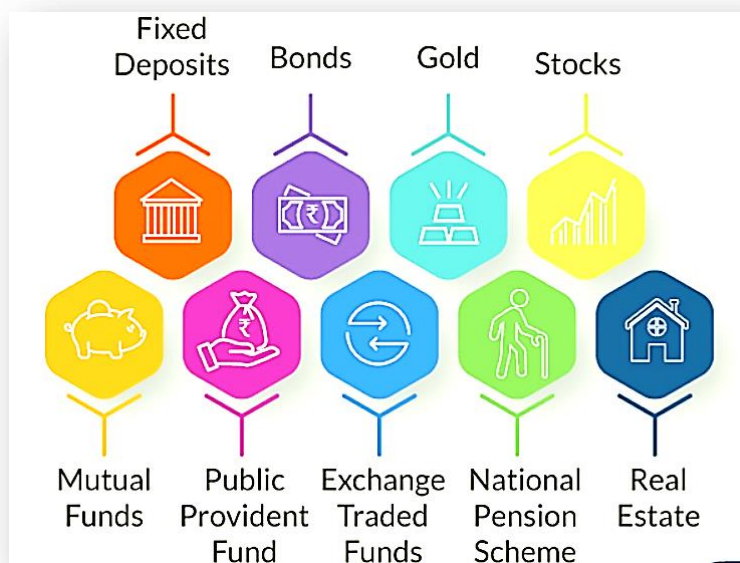 Fixed
Deposits
Bonds
Gold
Stocks
₹
₹
Mutual
Funds
Public
Provident
Fund
Exchange
Traded
Funds
National
Pension
Scheme
Real
Estate